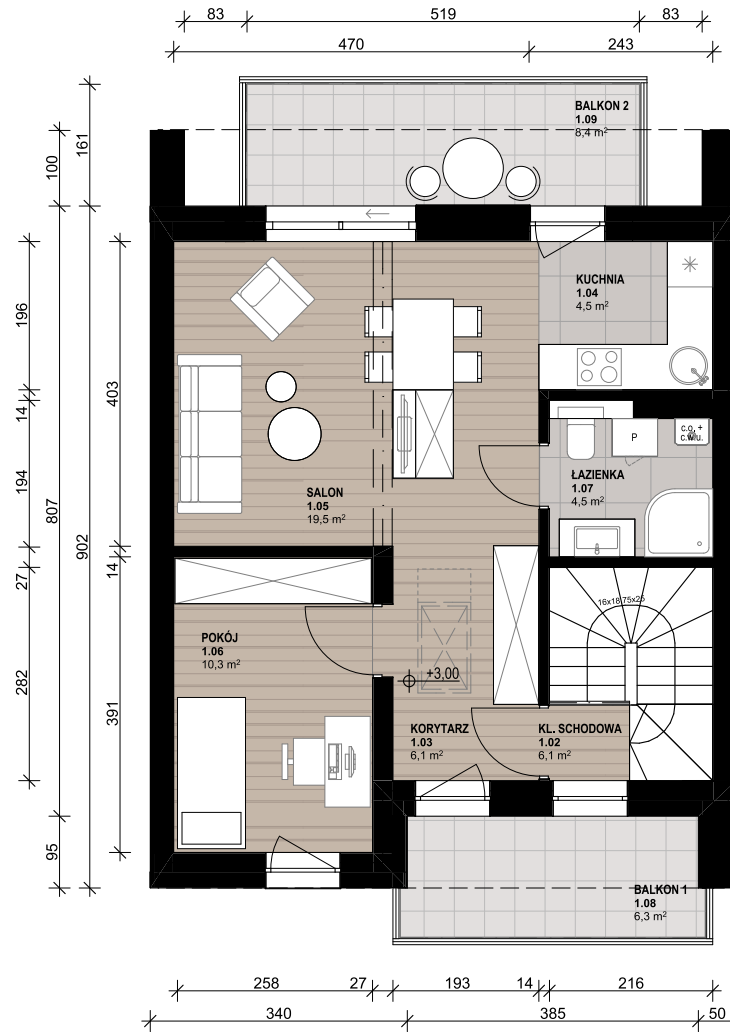 83 519 83
470 243
161
100
BALKON 2
1.09
8,4 m²
KUCHNIA
1.04
4,5 m²
196
403
14
c.o. +
c.w.u.
P
ŁAZIENKA
1.07
4,5 m²
194
SALON
1.05
19,5 m²
807
902
14
27
16x18,75x25
POKÓJ
1.06
10,3 m²
+3,00
282
391
KORYTARZ
1.03
6,1 m²
KL. SCHODOWA
1.02
6,1 m²
95
BALKON 1
1.08
6,3 m²
258 27 193 14 216
340 385 50